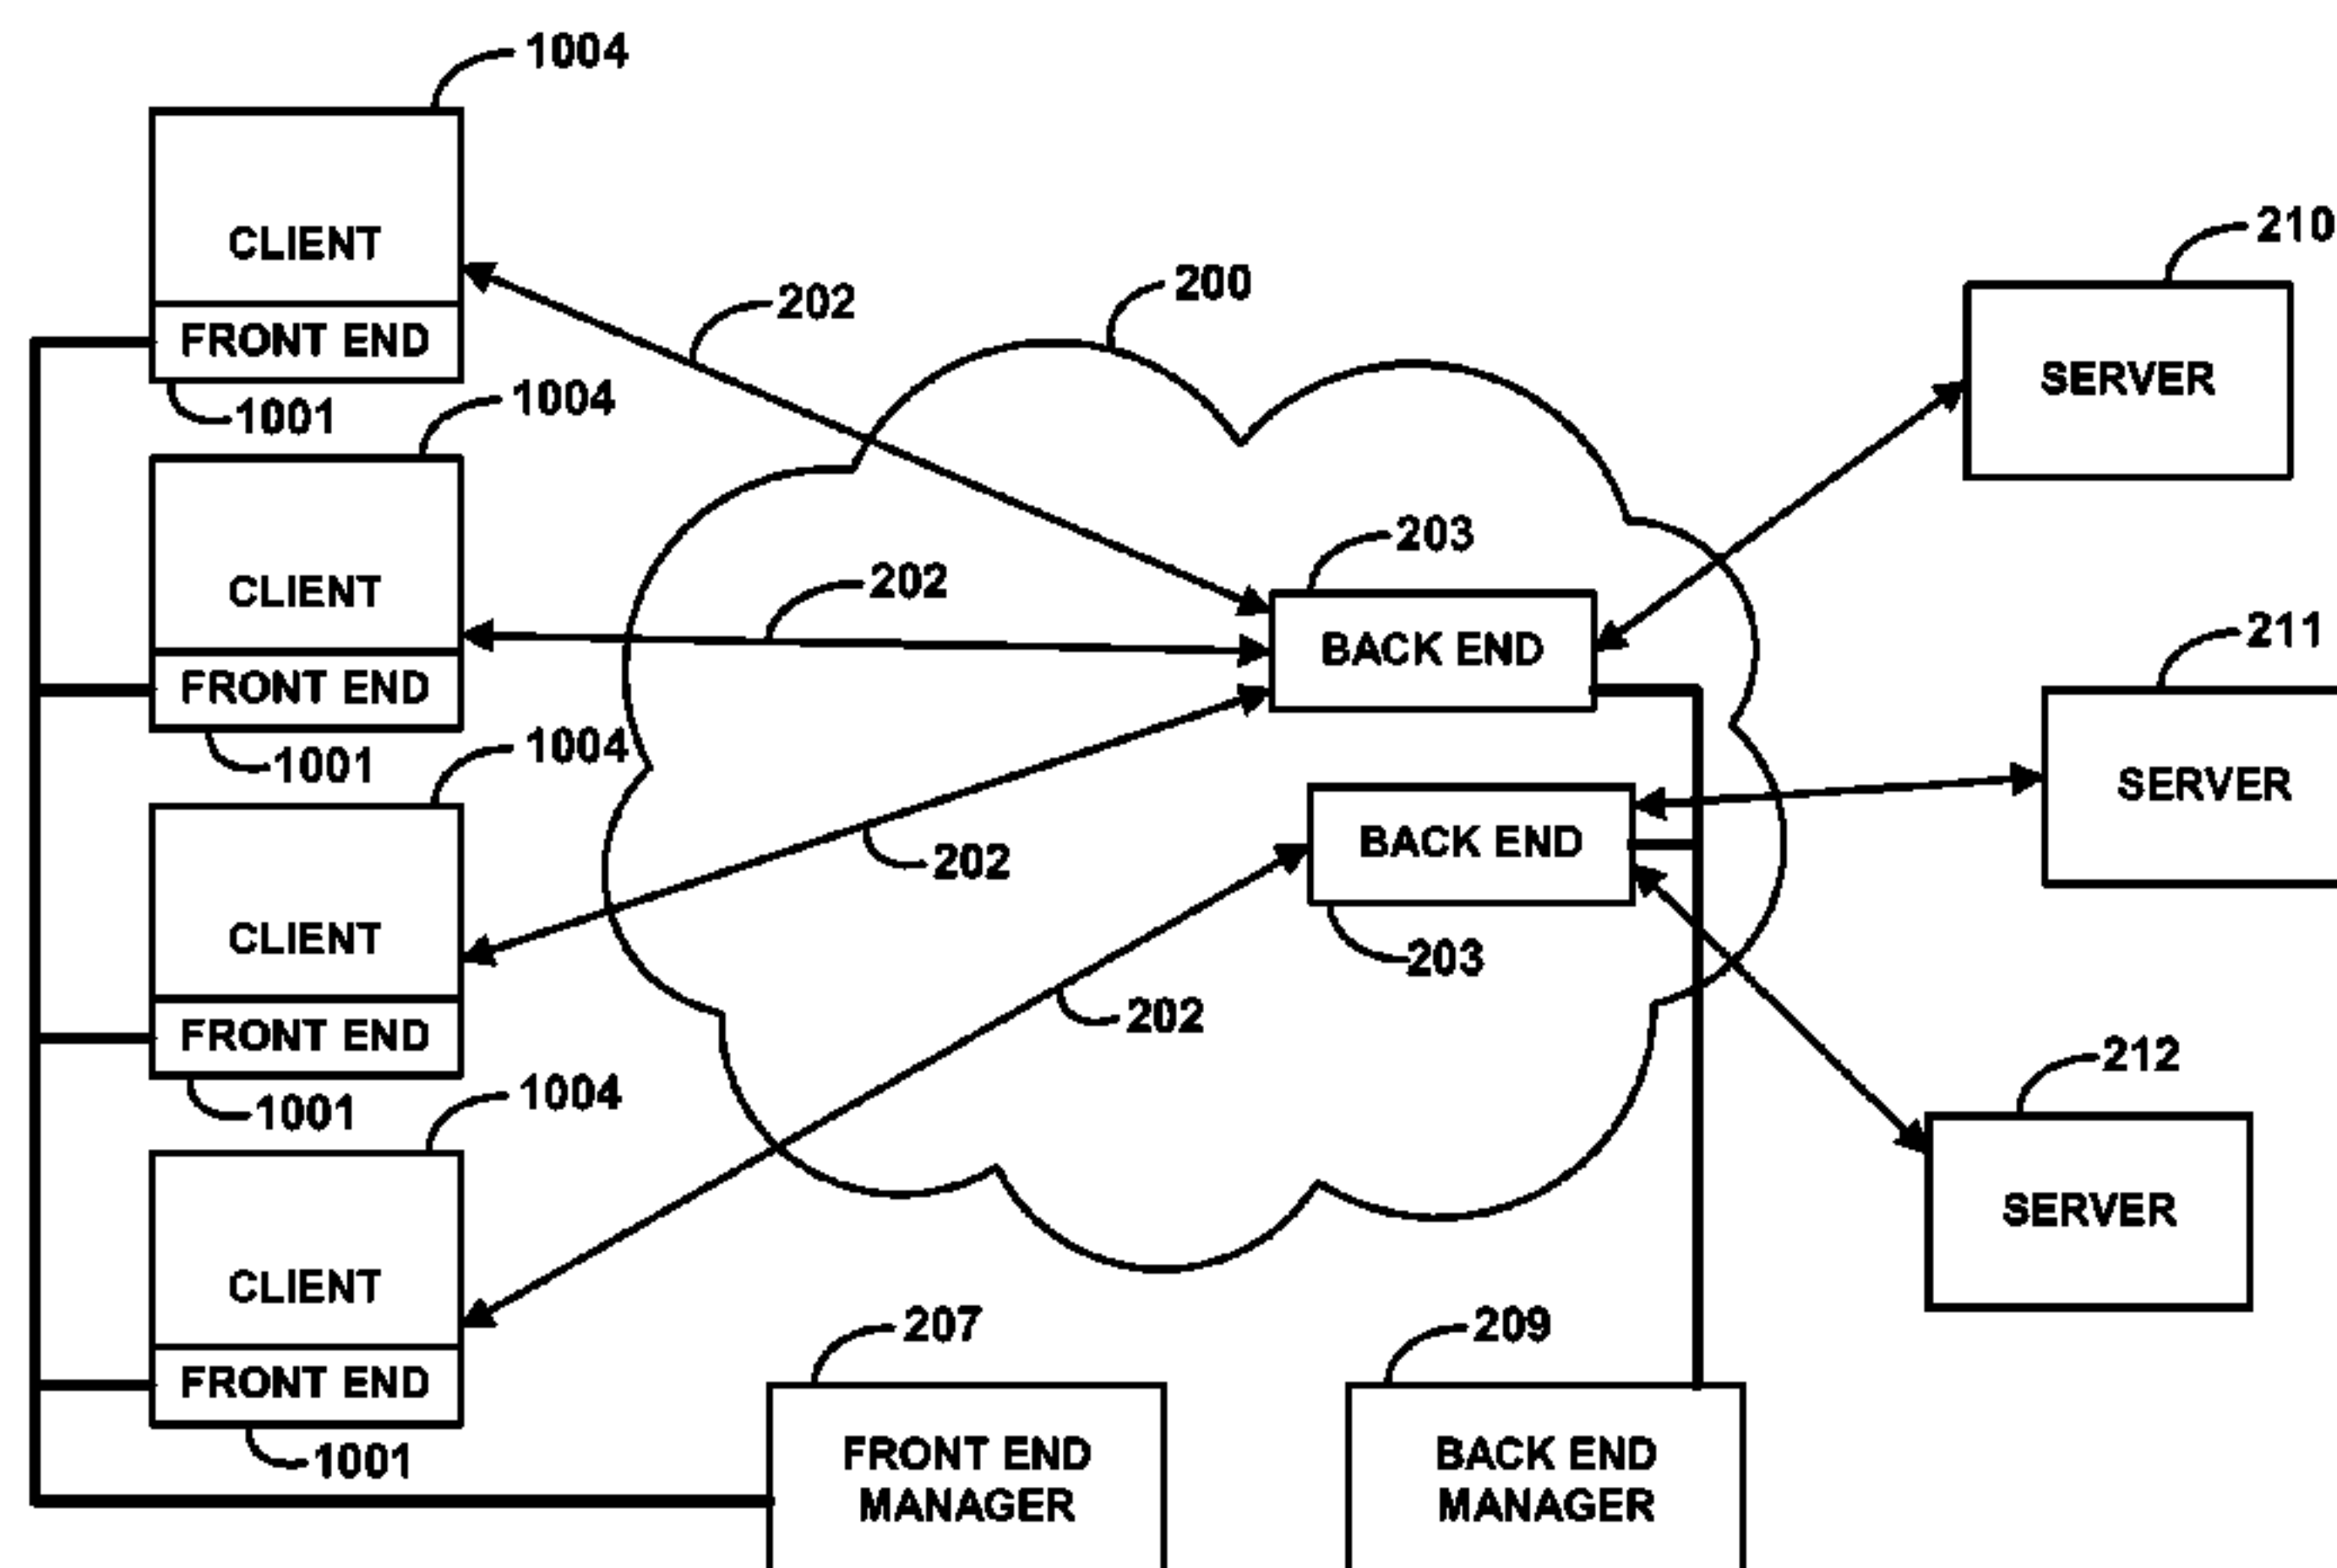 1004
CLIENT
FRONT END
1001
1004
CLIENT
FRONT END
1001
1004
CLIENT
FRONT END
1001
1004
CLIENT
FRONT END
1001
202
200
202
203
BACK END
202
BACK END
203
202
210
SERVER
211
SERVER
212
SERVER
207
FRONT END
MANAGER
209
BACK END
MANAGER